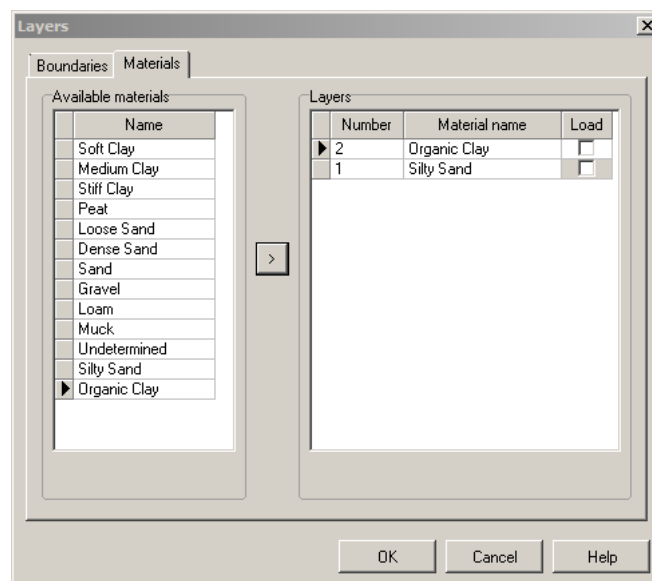 Layers
Boundaries Materials
Available materials
Name
Soft Clay
Medium Clay
Stiff Clay
Peat
Loose Sand
Dense Sand
Sand
Gravel
Loam
Muck
Undetermined
Silty Sand
Organic Clay
>
Layers
Number Material name Load
2 Organic Clay
1 Silty Sand
OK Cancel Help